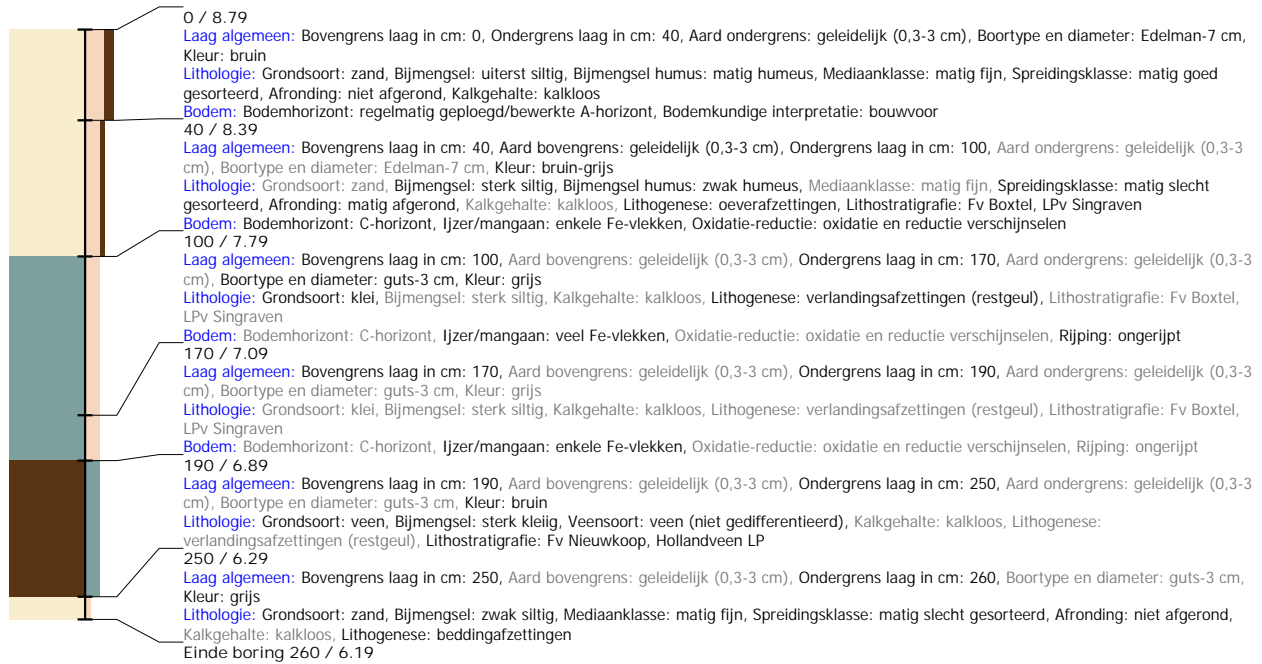 0 / 8.79
Laag algemeen: Bovengrens laag in cm: 0, Ondergrens laag in cm: 40, Aard ondergrens: geleidelijk (0,3-3 cm), Boortype en diameter: Edelman-7 cm,
Kleur: bruin
Lithologie: Grondsoort: zand, Bijmengsel: uiterst siltig, Bijmengsel humus: matig humeus, Mediaanklasse: matig fijn, Spreidingsklasse: matig goed
gesorteerd, Afronding: niet afgerond, Kalkgehalte: kalkloos
Bodem: Bodemhorizont: regelmatig geploegd/bewerkte A-horizont, Bodemkundige interpretatie: bouwvoor
40 / 8.39
Laag algemeen: Bovengrens laag in cm: 40, Aard bovengrens: geleidelijk (0,3-3 cm), Ondergrens laag in cm: 100, Aard ondergrens: geleidelijk (0,3-3
cm), Boortype en diameter: Edelman-7 cm, Kleur: bruin-grijs
Lithologie: Grondsoort: zand, Bijmengsel: sterk siltig, Bijmengsel humus: zwak humeus, Mediaanklasse: matig fijn, Spreidingsklasse: matig slecht
gesorteerd, Afronding: matig afgerond, Kalkgehalte: kalkloos, Lithogenese: oeverafzettingen, Lithostratigrafie: Fv Boxtel, LPv Singraven
Bodem: Bodemhorizont: C-horizont, Ijzer/mangaan: enkele Fe-vlekken, Oxidatie-reductie: oxidatie en reductie verschijnselen
100 / 7.79
Laag algemeen: Bovengrens laag in cm: 100, Aard bovengrens: geleidelijk (0,3-3 cm), Ondergrens laag in cm: 170, Aard ondergrens: geleidelijk (0,3-3
cm), Boortype en diameter: guts-3 cm, Kleur: grijs
Lithologie: Grondsoort: klei, Bijmengsel: sterk siltig, Kalkgehalte: kalkloos, Lithogenese: verlandingsafzettingen (restgeul), Lithostratigrafie: Fv Boxtel,
LPv Singraven
Bodem: Bodemhorizont: C-horizont, Ijzer/mangaan: veel Fe-vlekken, Oxidatie-reductie: oxidatie en reductie verschijnselen, Rijping: ongerijpt
170 / 7.09
Laag algemeen: Bovengrens laag in cm: 170, Aard bovengrens: geleidelijk (0,3-3 cm), Ondergrens laag in cm: 190, Aard ondergrens: geleidelijk (0,3-3
cm), Boortype en diameter: guts-3 cm, Kleur: grijs
Lithologie: Grondsoort: klei, Bijmengsel: sterk siltig, Kalkgehalte: kalkloos, Lithogenese: verlandingsafzettingen (restgeul), Lithostratigrafie: Fv Boxtel,
LPv Singraven
Bodem: Bodemhorizont: C-horizont, Ijzer/mangaan: enkele Fe-vlekken, Oxidatie-reductie: oxidatie en reductie verschijnselen, Rijping: ongerijpt
190 / 6.89
Laag algemeen: Bovengrens laag in cm: 190, Aard bovengrens: geleidelijk (0,3-3 cm), Ondergrens laag in cm: 250, Aard ondergrens: geleidelijk (0,3-3
cm), Boortype en diameter: guts-3 cm, Kleur: bruin
Lithologie: Grondsoort: veen, Bijmengsel: sterk kleiig, Veensoort: veen (niet gedifferentieerd), Kalkgehalte: kalkloos, Lithogenese:
verlandingsafzettingen (restgeul), Lithostratigrafie: Fv Nieuwkoop, Hollandveen LP
250 / 6.29
Laag algemeen: Bovengrens laag in cm: 250, Aard bovengrens: geleidelijk (0,3-3 cm), Ondergrens laag in cm: 260, Boortype en diameter: guts-3 cm,
Kleur: grijs
Lithologie: Grondsoort: zand, Bijmengsel: zwak siltig, Mediaanklasse: matig fijn, Spreidingsklasse: matig slecht gesorteerd, Afronding: niet afgerond,
Kalkgehalte: kalkloos, Lithogenese: beddingafzettingen
Einde boring 260 / 6.19